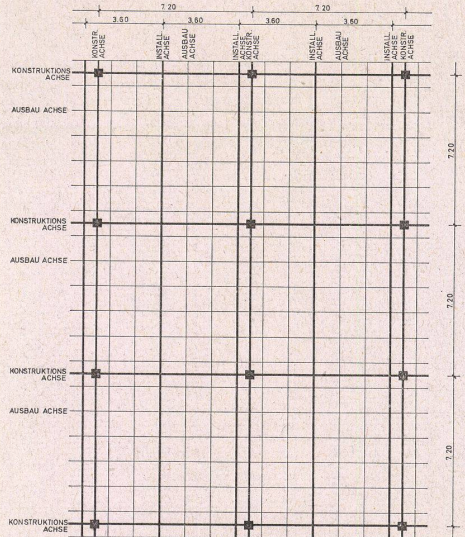 7.20
7.20
3.60
3.60
3.60
3.60
KONSTR.
ACHSE
INSTALL.
ACHSE
AUSBAU
ACHSE
INSTALL.
ACHSE
KONSTR.
ACHSE
INSTALL.
ACHSE
AUSBAU
ACHSE
INSTALL.
ACHSE
KONSTR.
ACHSE
KONSTRUKTIONS
ACHSE
AUSBAU ACHSE
7.20
KONSTRUKTIONS
ACHSE
AUSBAU ACHSE
7.20
KONSTRUKTIONS
ACHSE
AUSBAU ACHSE
7.20
KONSTRUKTIONS
ACHSE